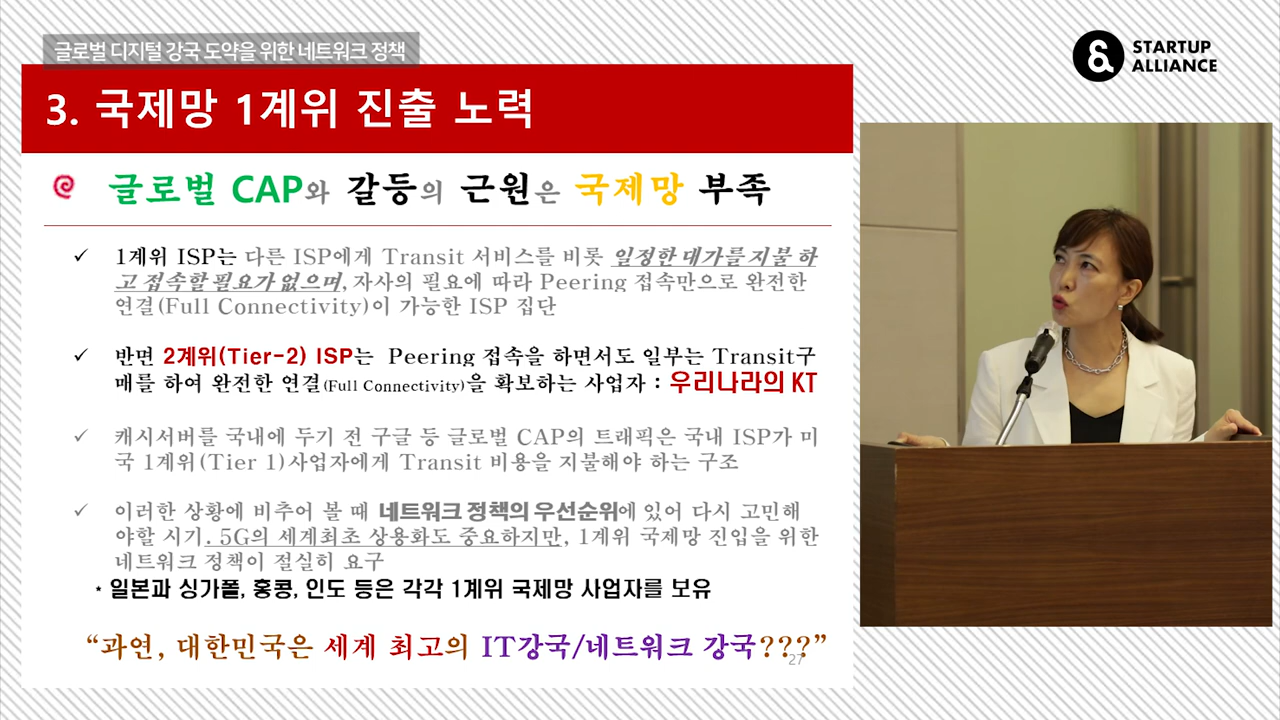 글로벌 디지털 강국 도약을 위한 네트워크 정책
STARTUP
ALLIANCE
3. 국제망 1계위 진출 노력
글로벌 CAP와 갈등의 근원은 국제망 부족
✓ 1계위 ISP는 다른 ISP에게 Transit 서비스를 비롯 일정한 대가를 지불 하
고 접속할 필요가 없으며, 자사의 필요에 따라 Peering 접속만으로 완전한
연결(Full Connectivity)이 가능한 ISP 집단
✓ 반면 2계위(Tier-2) ISP는 Peering 접속을 하면서도 일부는 Transit구
매를 하여 완전한 연결(Full Connectivity)을 확보하는 사업자 : 우리나라의 KT
✓ 캐시서버를 국내에 두기 전 구글 등 글로벌 CAP의 트래픽은 국내 ISP가 미
국 1계위(Tier 1)사업자에게 Transit 비용을 지불해야 하는 구조
✓ 이러한 상황에 비추어 볼 때 네트워크 정책의 우선순위에 있어 다시 고민해
야할 시기. 5G의 세계최초 상용화도 중요하지만, 1계위 국제망 진입을 위한
네트워크 정책이 절실히 요구
* 일본과 싱가폴, 홍콩, 인도 등은 각각 1계위 국제망 사업자를 보유
“과연, 대한민국은 세계 최고의 IT강국/네트워크 강국???”
27